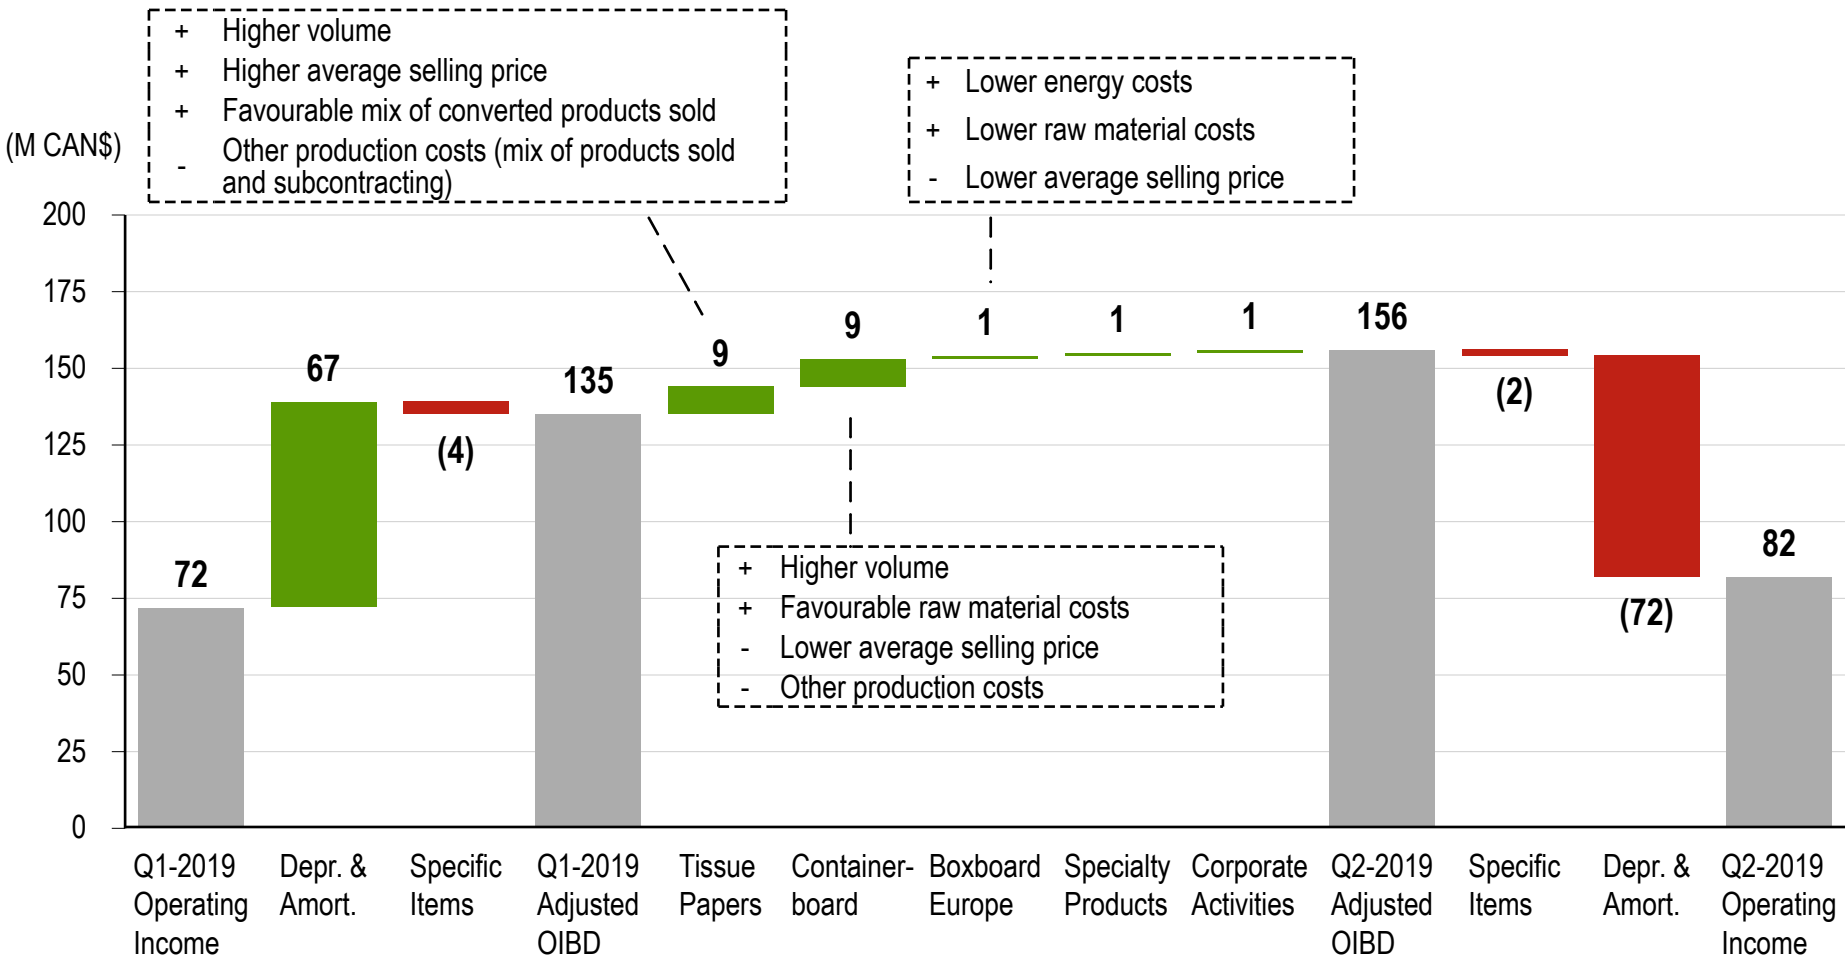 + Higher volume
+ Higher average selling price
+ Favourable mix of converted products sold
- Other production costs (mix of products sold
and subcontracting)
+ Lower energy costs
+ Lower raw material costs
- Lower average selling price
(M CAN$)
200
175
150
125
100
75
50
25
0
72
67
(4)
135
9
9
1
1
1
156
(2)
(72)
82
+ Higher volume
+ Favourable raw material costs
- Lower average selling price
- Other production costs
Q1-2019
Operating
Income
Depr. &
Amort.
Specific
Items
Q1-2019
Adjusted
OIBD
Tissue
Papers
Container-
board
Boxboard
Europe
Specialty
Products
Corporate
Activities
Q2-2019
Adjusted
OIBD
Specific
Items
Depr. &
Amort.
Q2-2019
Operating
Income